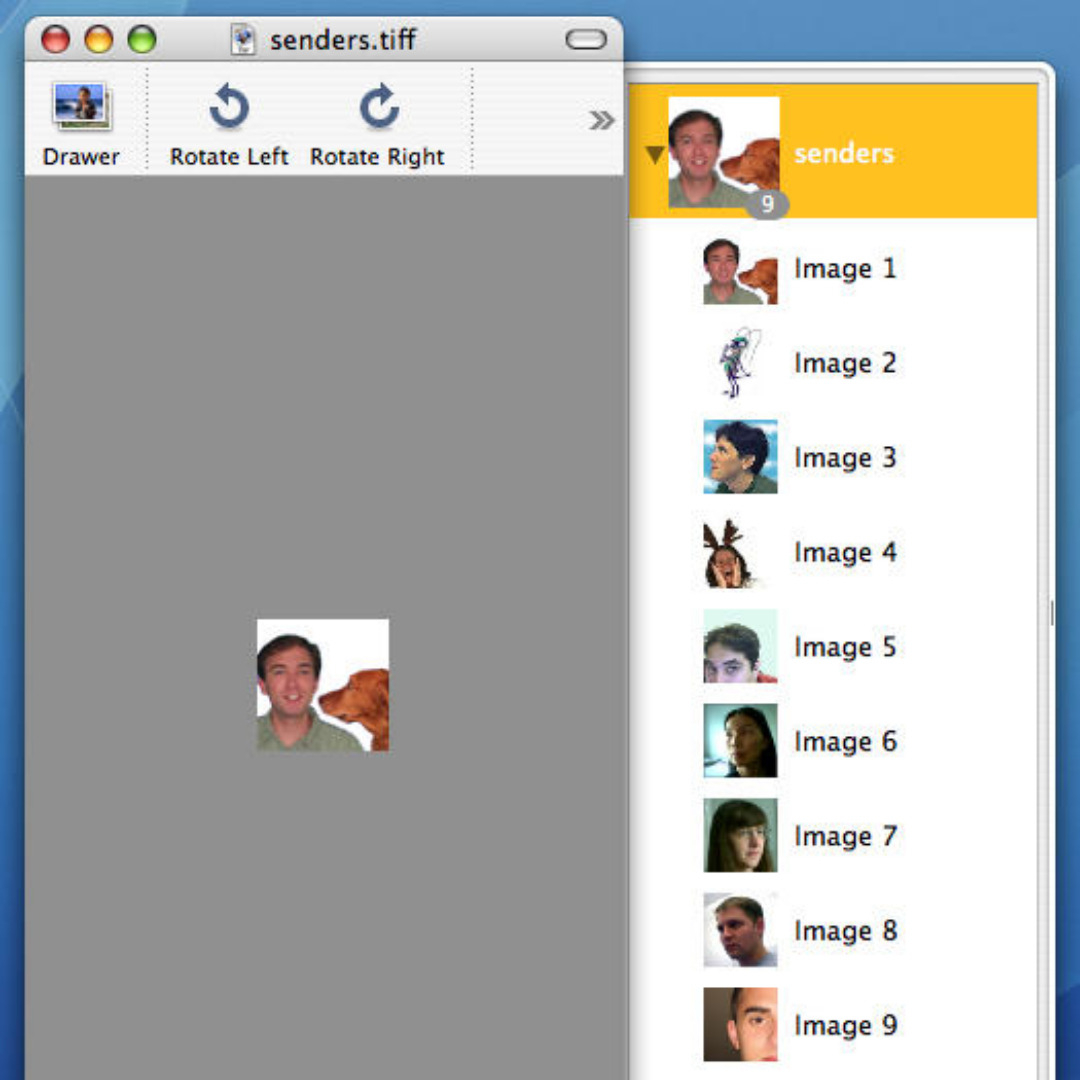 senders.tiff
Drawer
Rotate Left
Rotate Right
senders
9
Image 1
Image 2
Image 3
Image 4
Image 5
Image 6
Image 7
Image 8
Image 9